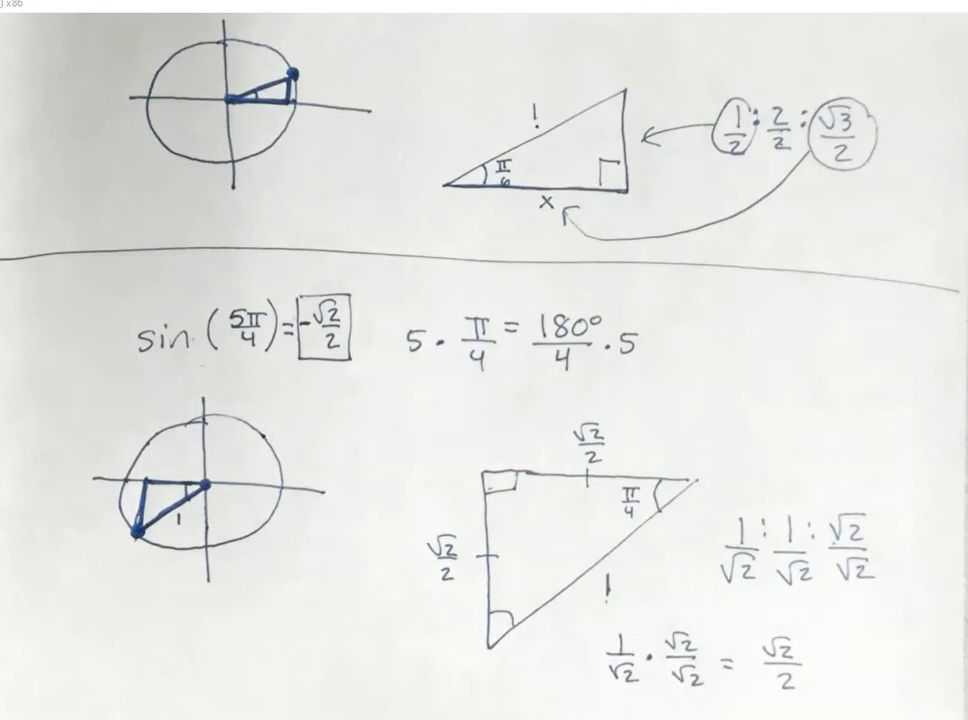 ) x86
1
π/6
x
1/2 : 2/2 : √3/2
sin (5π/4) = -√2/2
5 · π/4 = 180°/4 · 5
1
√2/2
π/4
√2/2
1
1/√2 : 1/√2 : √2/√2
1/√2 · √2/√2 = √2/2